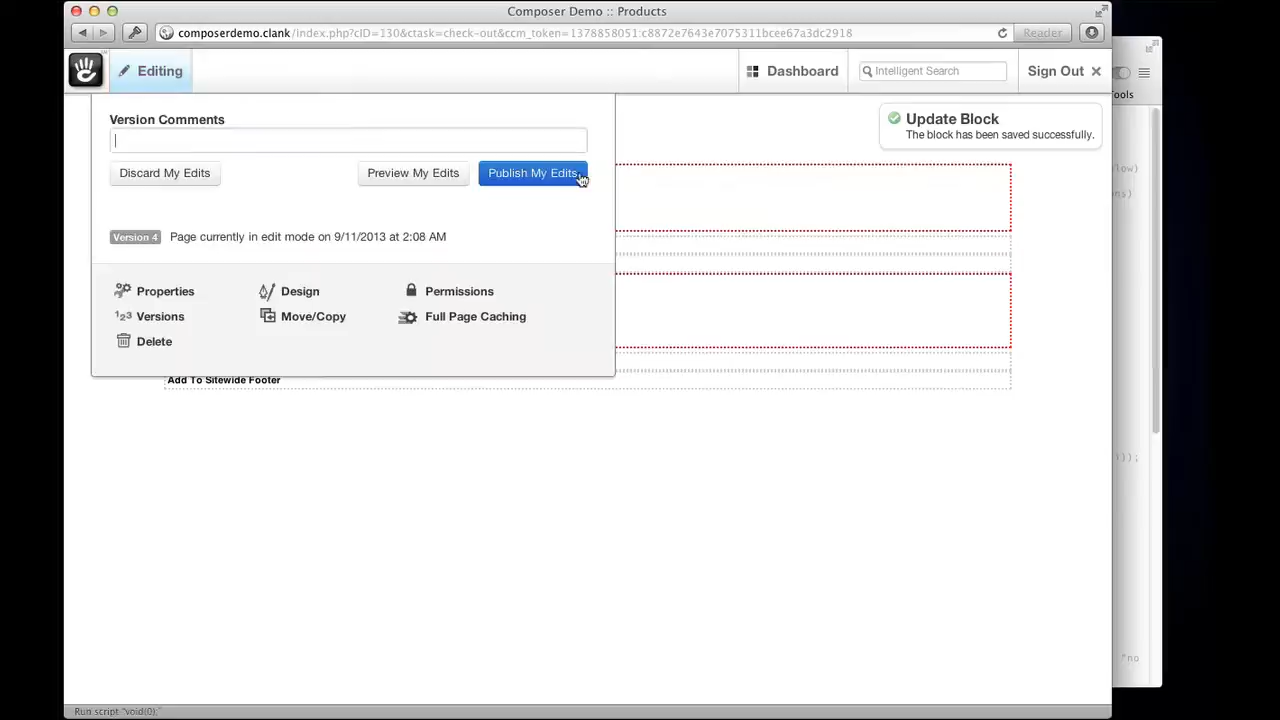 Composer Demo :: Products
composerdemo.clank/index.php?cID=130&ctask=check-out&ccm_token=1378858051:c8872e7643e7075311bcee67a3dc2918
Reader
Editing
Dashboard
Intelligent Search
Sign Out
Tools
Version Comments
Update Block
The block has been saved successfully.
Discard My Edits
Preview My Edits
Publish My Edits
Version 4 Page currently in edit mode on 9/11/2013 at 2:08 AM
Properties
Design
Permissions
123 Versions
Move/Copy
Full Page Caching
Delete
Add To Sitewide Footer
));
"no
Run script "void(0);"